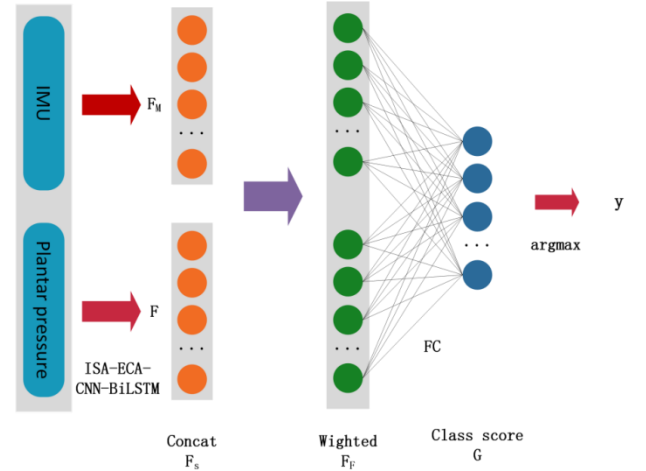 IMU
F_M
...
...
Plantar pressure
F
ISA-ECA-
CNN-BiLSTM
...
...
...
FC
argmax
y
Concat
F_s
Wighted
F_F
Class score
G